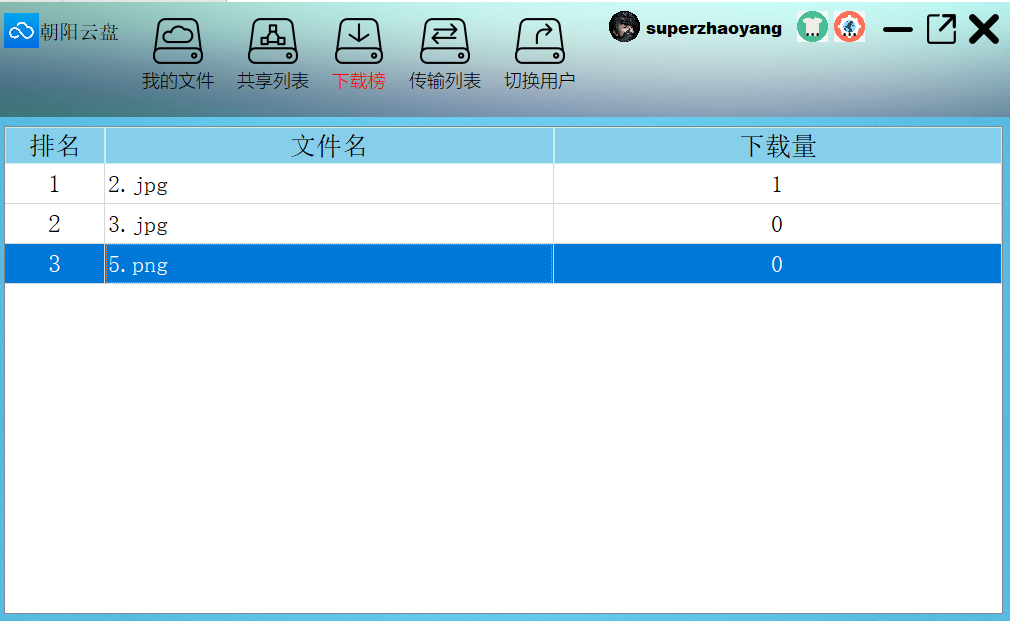 朝阳云盘
我的文件 共享列表 下载榜 传输列表 切换用户
superzhaoyang
排名 文件名 下载量
1 2.jpg 1
2 3.jpg 0
3 5.png 0